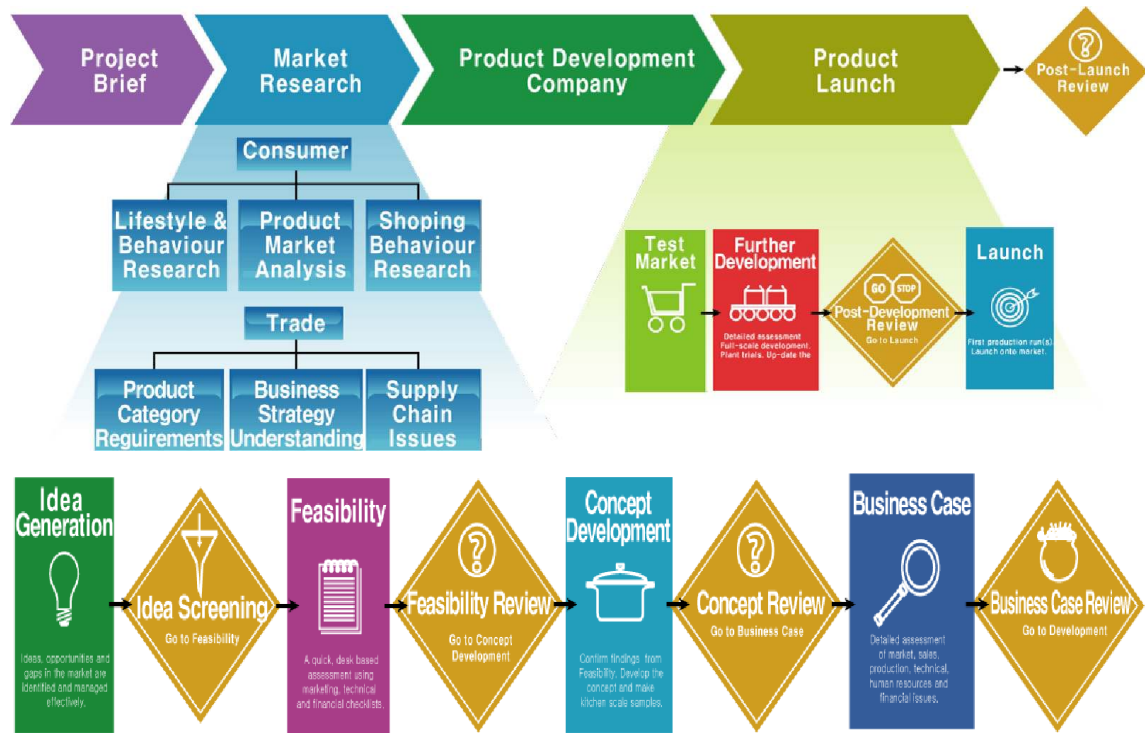 Project
Brief
Market
Research
Product Development
Company
Product
Launch
Post-Launch
Review
Consumer
Lifestyle &
Behaviour
Research
Product
Market
Analysis
Shoping
Behaviour
Research
Trade
Product
Category
Reguirements
Business
Strategy
Understanding
Supply
Chain
Issues
Test
Market
Further
Development
Detailed assessment
Full-scale development.
Plant trials. Up-date the
GO
STOP
Post-Development
Review
Go to Launch
Launch
First production run(s).
Launch onto market.
Idea
Generation
Ideas, opportunities and
gaps in the market are
identified and managed
effectively.
Idea Screening
Go to Feasibility
Feasibility
A quick, desk based
assessment using
marketing, technical
and financial checklists.
Feasibility Review
Go to Concept
Development
Concept
Development
Confirm findings from
Feasibility. Develop the
concept and make
kitchen scale samples.
Concept Review
Go to Business Case
Business Case
Detailed assessment
of market, sales,
production, technical,
human resources and
financial issues.
Business Case Review
Go to Development